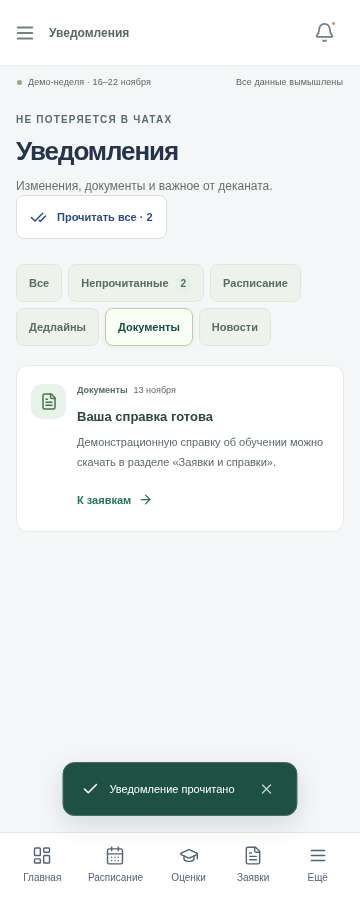 Уведомления
Демо-неделя · 16–22 ноября
Все данные вымышлены
НЕ ПОТЕРЯЕТСЯ В ЧАТАХ
Уведомления
Изменения, документы и важное от деканата.
Прочитать все · 2
Все
Непрочитанные 2
Расписание
Дедлайны
Документы
Новости
Документы 13 ноября
Ваша справка готова
Демонстрационную справку об обучении можно
скачать в разделе «Заявки и справки».
К заявкам
Уведомление прочитано
Главная
Расписание
Оценки
Заявки
Ещё